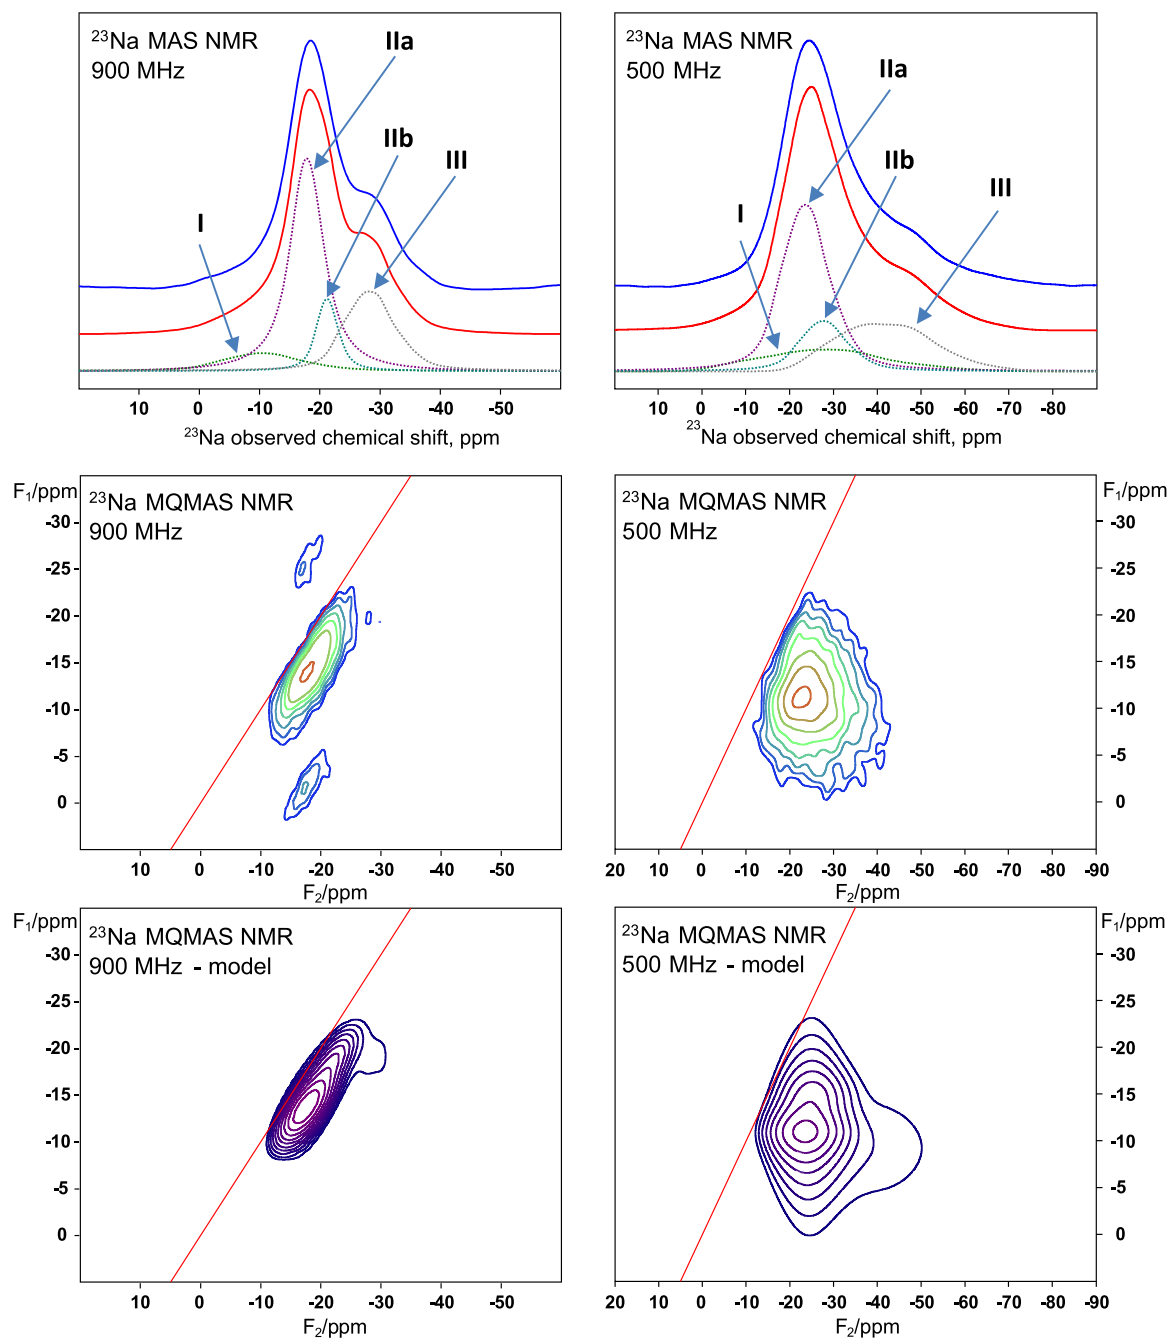 ²³Na MAS NMR
900 MHz
IIa
IIb
III
I
10 0 -10 -20 -30 -40 -50
²³Na observed chemical shift, ppm
²³Na MAS NMR
500 MHz
IIa
IIb
III
I
10 0 -10 -20 -30 -40 -50 -60 -70 -80
²³Na observed chemical shift, ppm
F₁/ppm
²³Na MQMAS NMR
900 MHz
-30
-25
-20
-15
-10
-5
0
10 0 -10 -20 -30 -40 -50
F₂/ppm
²³Na MQMAS NMR
500 MHz
F₁/ppm
-30
-25
-20
-15
-10
-5
0
20 10 0 -10 -20 -30 -40 -50 -60 -70 -80 -90
F₂/ppm
F₁/ppm
²³Na MQMAS NMR
900 MHz - model
-30
-25
-20
-15
-10
-5
0
10 0 -10 -20 -30 -40 -50
F₂/ppm
²³Na MQMAS NMR
500 MHz - model
F₁/ppm
-30
-25
-20
-15
-10
-5
0
20 10 0 -10 -20 -30 -40 -50 -60 -70 -80 -90
F₂/ppm